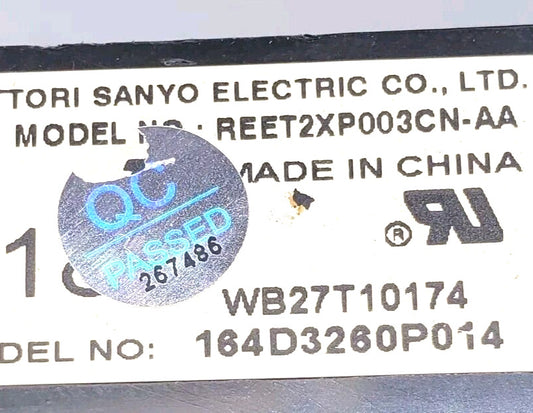 TORI SANYO ELECTRIC CO., LTD.
MODEL NO.: REET2XP003CN-AA
MADE IN CHINA
QC
PASSED
267486
WB27T10174
DEL NO: 164D3260P014